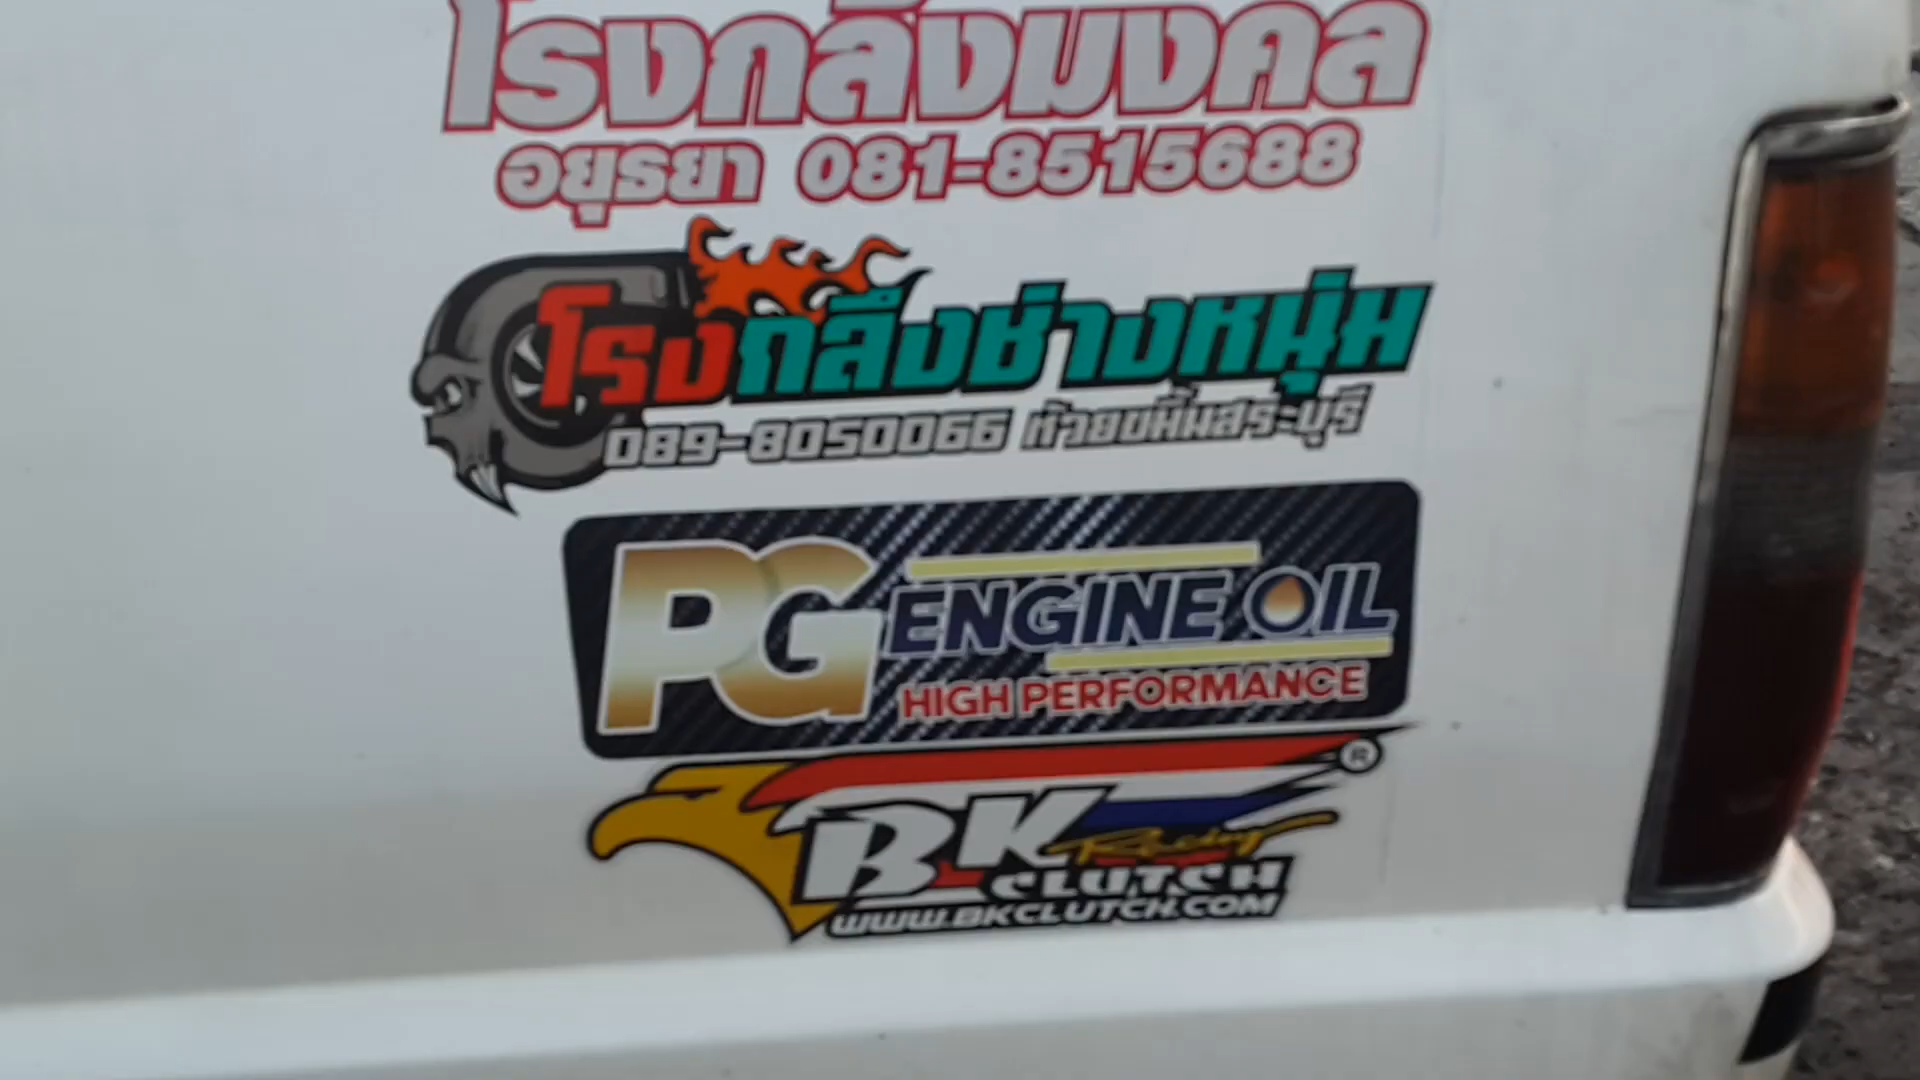 โรงกลึงมงคล
อยุธยา 081-8515688
โรงกลึงช่างหนุ่ม
089-8050066 ห้วยขมิ้นสระบุรี
PG ENGINE OIL
HIGH PERFORMANCE
BK Racing ®
CLUTCH
WWW.BKCLUTCH.COM